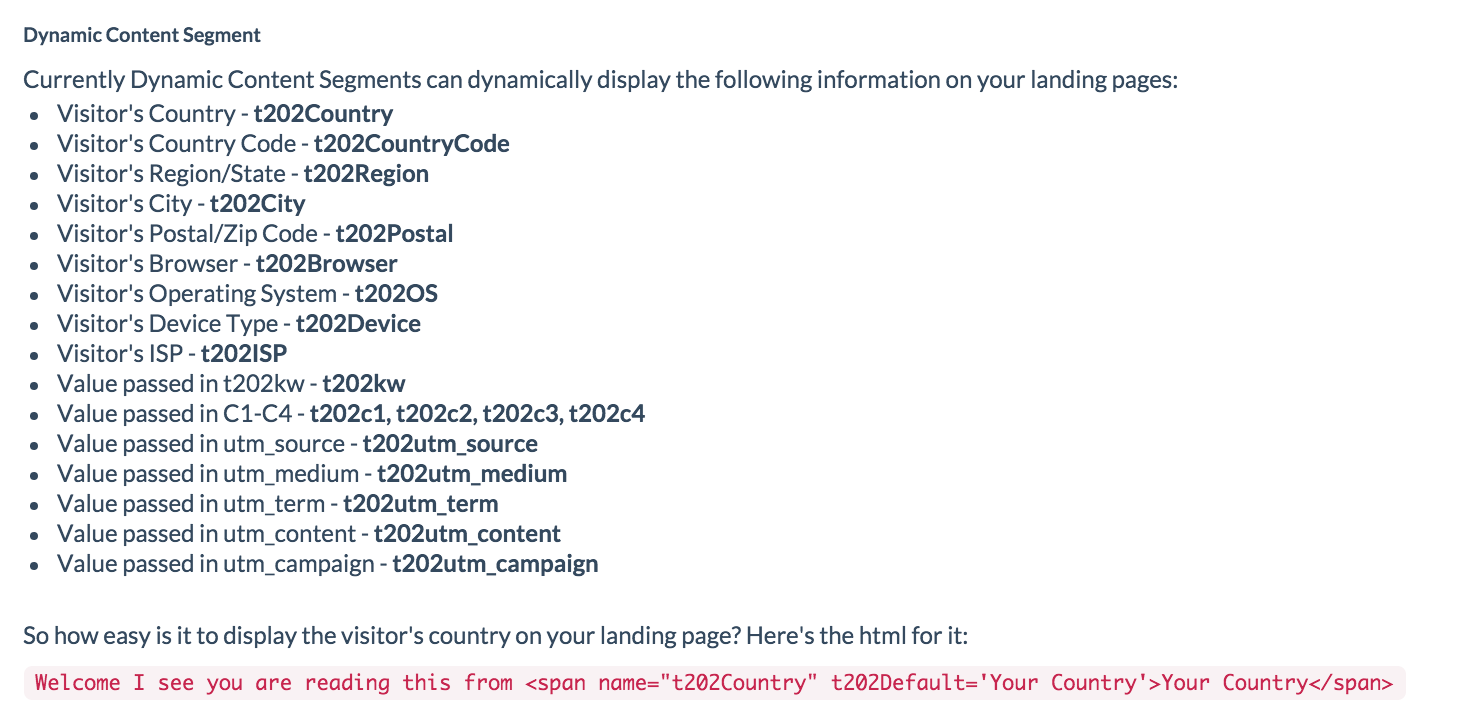 Dynamic Content Segment
Currently Dynamic Content Segments can dynamically display the following information on your landing pages:
• Visitor's Country - t202Country
• Visitor's Country Code - t202CountryCode
• Visitor's Region/State - t202Region
• Visitor's City - t202City
• Visitor's Postal/Zip Code - t202Postal
• Visitor's Browser - t202Browser
• Visitor's Operating System - t202OS
• Visitor's Device Type - t202Device
• Visitor's ISP - t202ISP
• Value passed in t202kw - t202kw
• Value passed in C1-C4 - t202c1, t202c2, t202c3, t202c4
• Value passed in utm_source - t202utm_source
• Value passed in utm_medium - t202utm_medium
• Value passed in utm_term - t202utm_term
• Value passed in utm_content - t202utm_content
• Value passed in utm_campaign - t202utm_campaign
So how easy is it to display the visitor's country on your landing page? Here's the html for it:
Welcome I see you are reading this from <span name="t202Country" t202Default='Your Country'>Your Country</span>